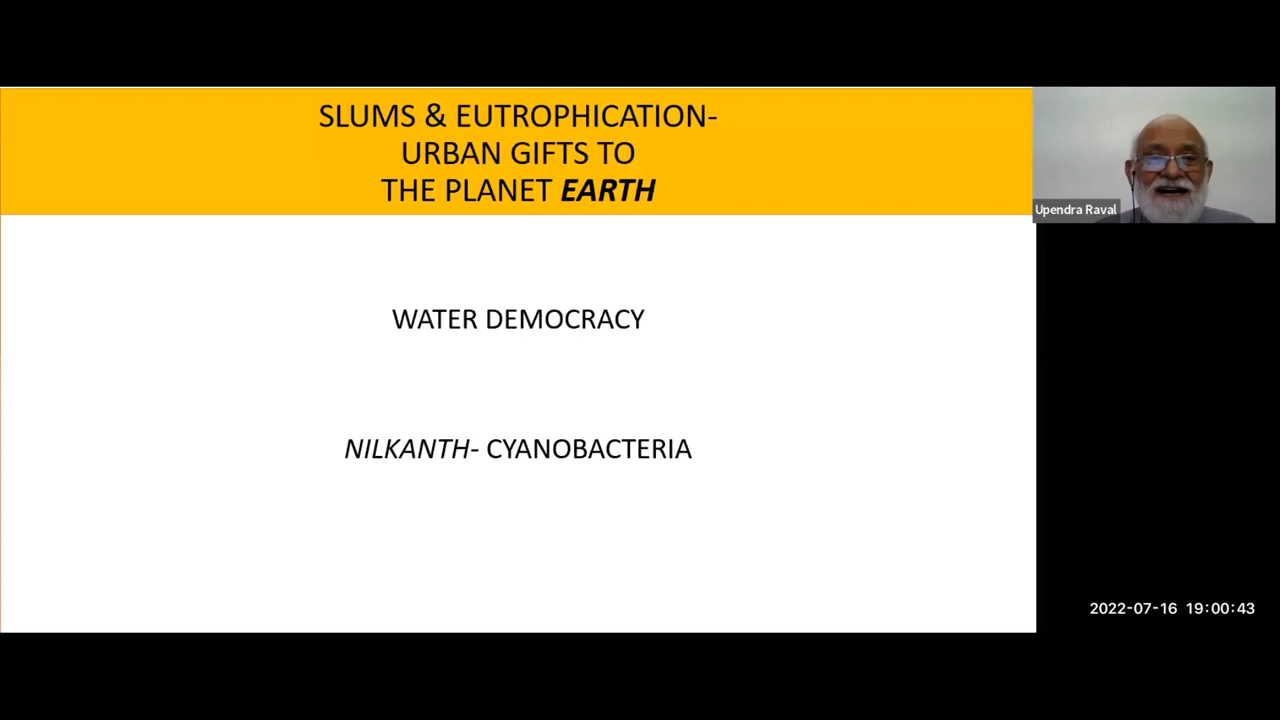 SLUMS & EUTROPHICATION-
URBAN GIFTS TO
THE PLANET EARTH
Upendra Raval
WATER DEMOCRACY
NILKANTH- CYANOBACTERIA
2022-07-16 19:00:43